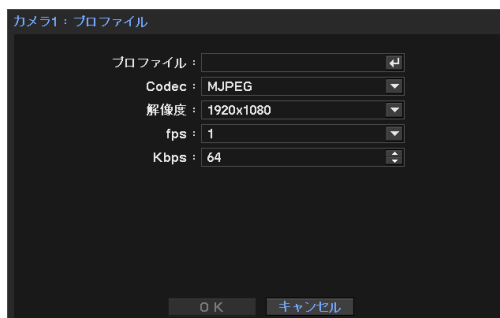 カメラ1：プロファイル
プロファイル：
Codec： MJPEG
解像度： 1920x1080
fps： 1
Kbps： 64
OK キャンセル